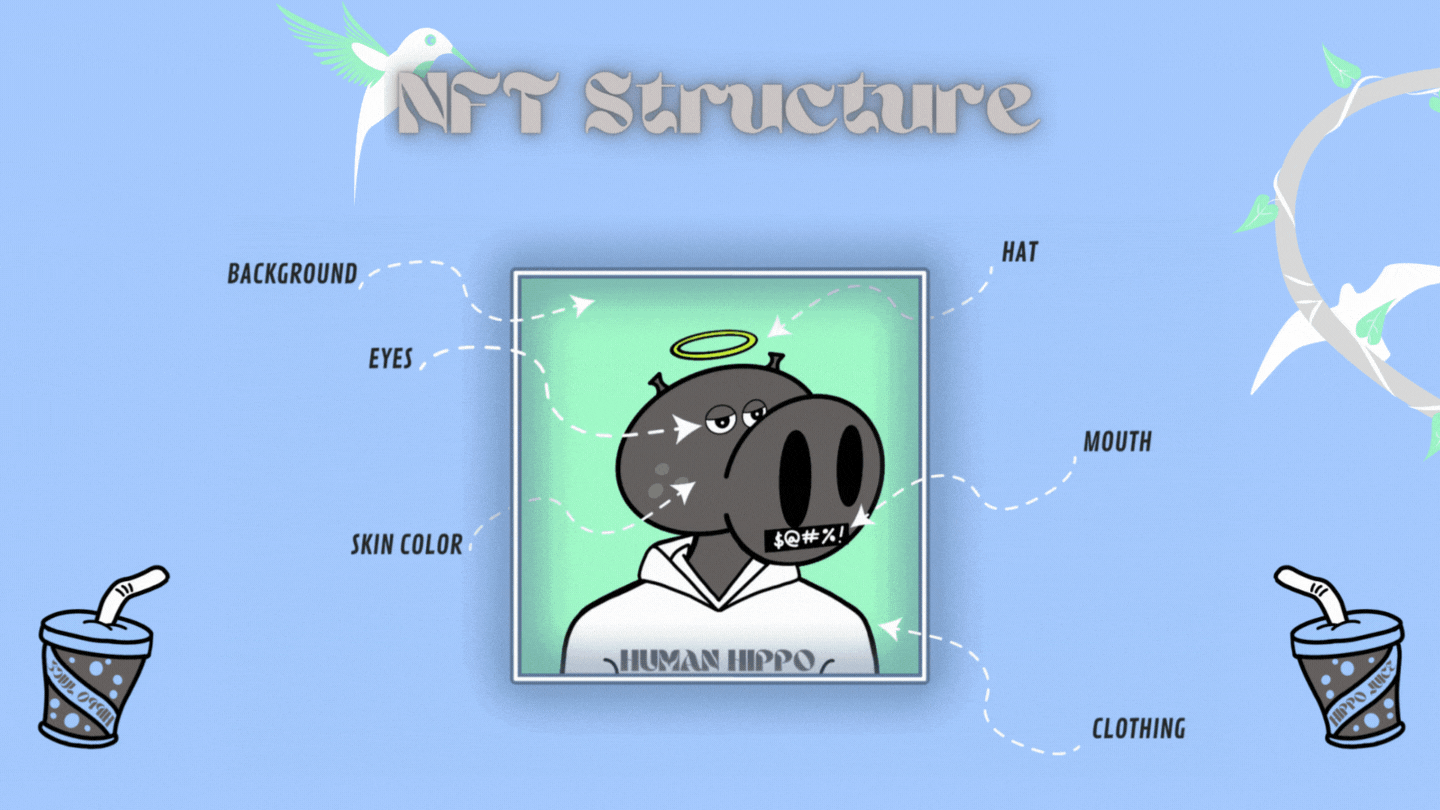 NFT Structure
BACKGROUND
HAT
EYES
MOUTH
SKIN COLOR
$@#%!
HUMAN HIPPO
CLOTHING
HIPPO JUICE
HIPPO JUICE